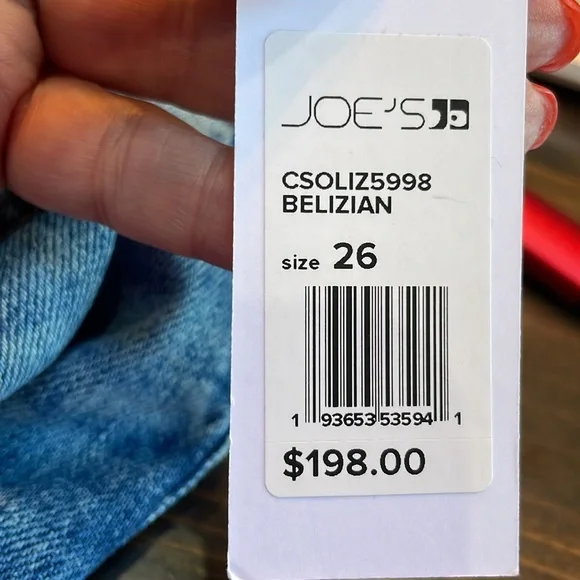 JOE'S
CSOLIZ5998
BELIZIAN
size 26
1 93653 53594 1
$198.00